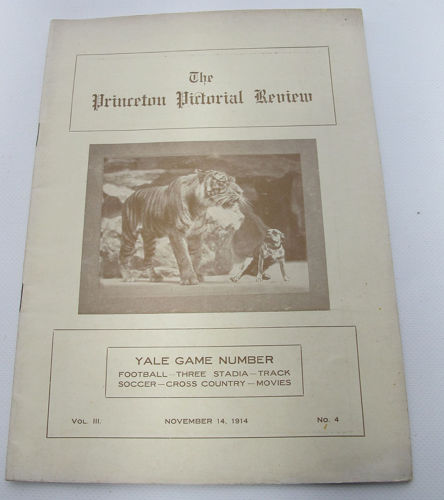 The
Princeton Pictorial Review
YALE GAME NUMBER
FOOTBALL—THREE STADIA—TRACK
SOCCER—CROSS COUNTRY—MOVIES
VOL. III. NOVEMBER 14, 1914 No. 4